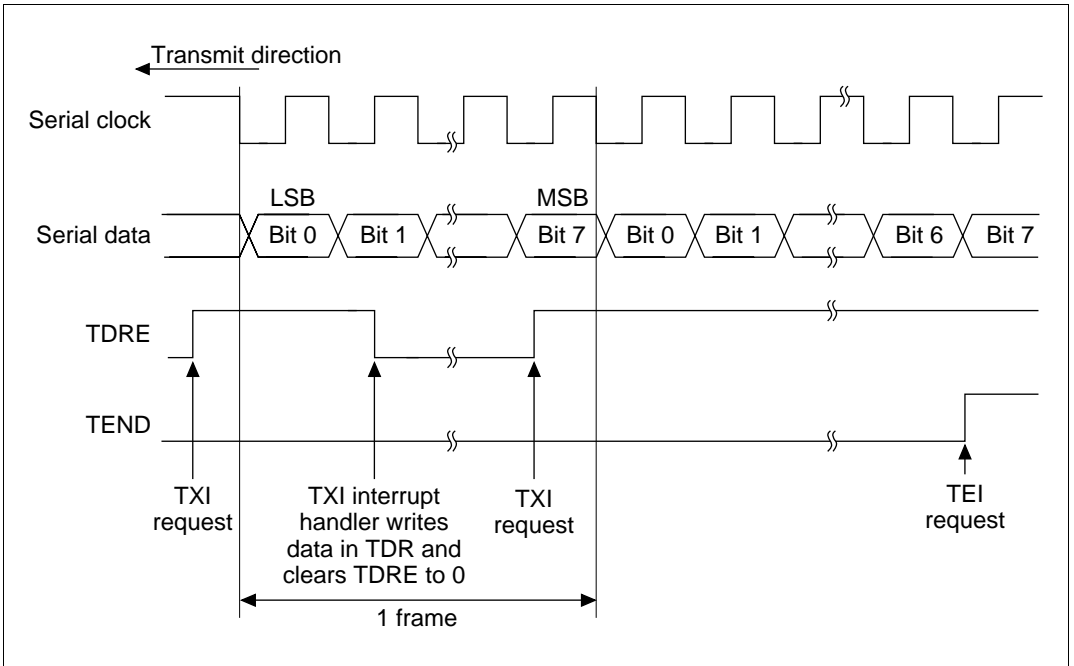 Transmit direction
Serial clock
LSB
MSB
Serial data
Bit 0
Bit 1
Bit 7
Bit 0
Bit 1
Bit 6
Bit 7
TDRE
TEND
TXI
request
TXI interrupt
handler writes
data in TDR and
clears TDRE to 0
TXI
request
TEI
request
1 frame